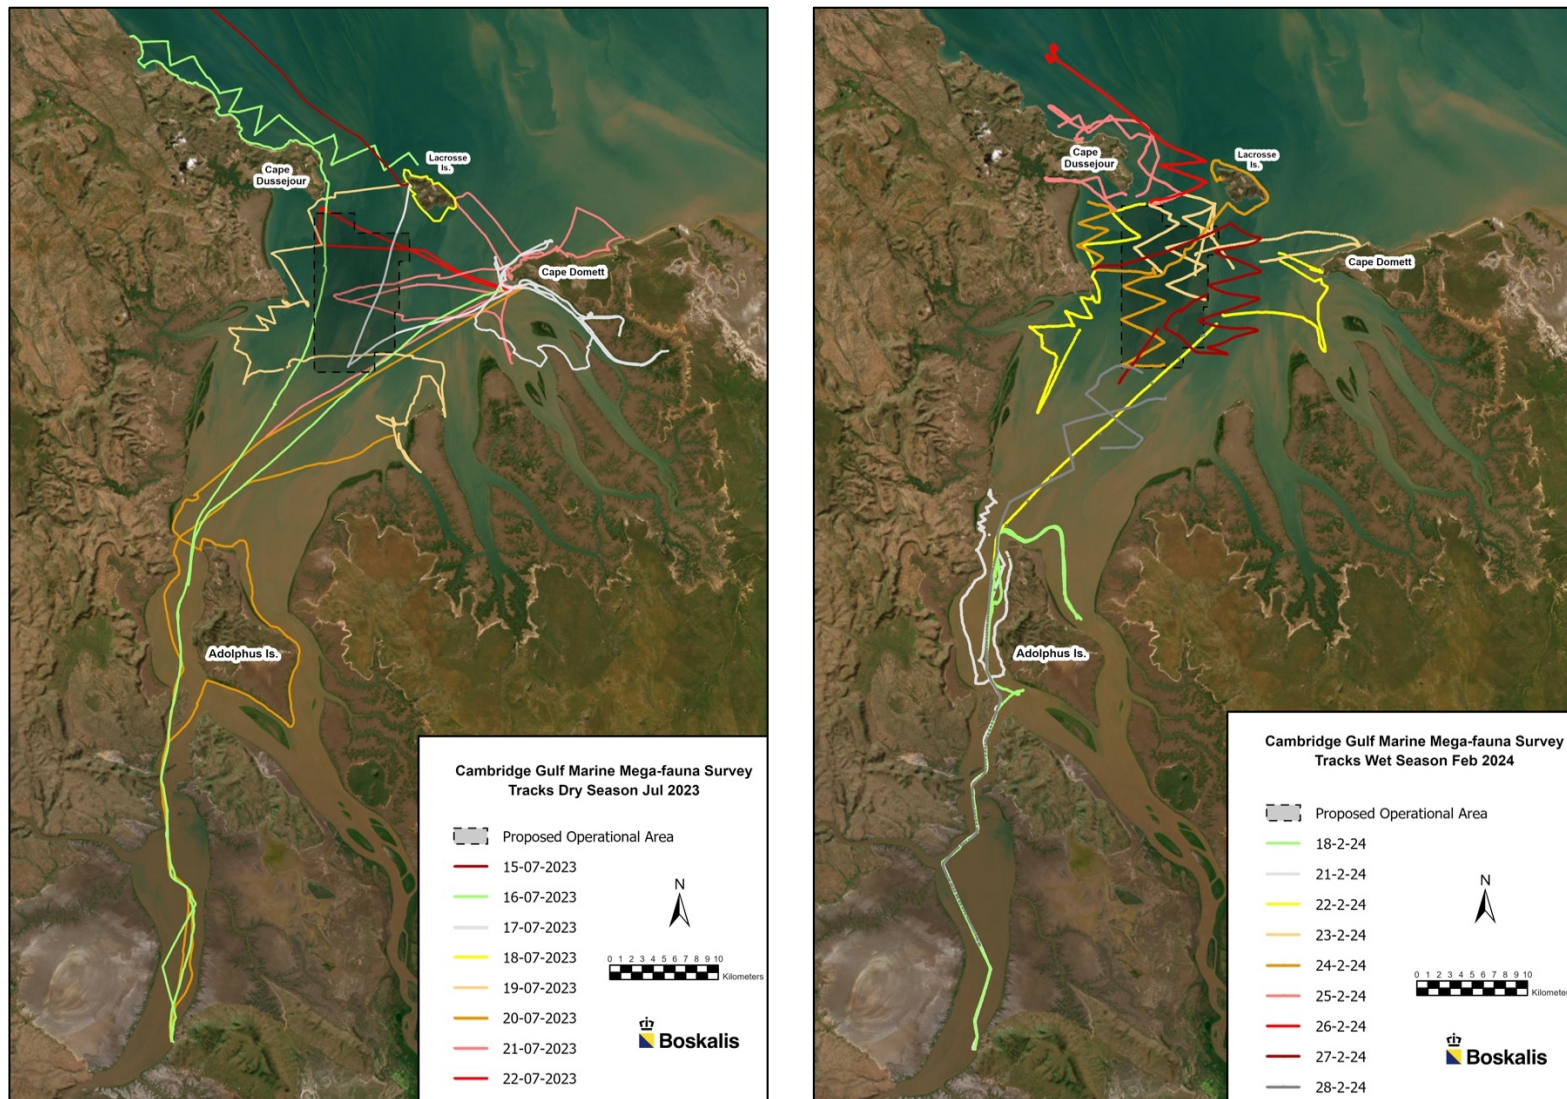 Cape
Dussejour
Lacrosse
Is.
Cape Domett
Adolphus Is.
Cambridge Gulf Marine Mega-fauna Survey
Tracks Dry Season Jul 2023
Proposed Operational Area
15-07-2023
16-07-2023
17-07-2023
18-07-2023
19-07-2023
20-07-2023
21-07-2023
22-07-2023
N
0 1 2 3 4 5 6 7 8 9 10
Kilometers
Boskalis
Cape
Dussejour
Lacrosse
Is.
Cape Domett
Adolphus Is.
Cambridge Gulf Marine Mega-fauna Survey
Tracks Wet Season Feb 2024
Proposed Operational Area
18-2-24
21-2-24
22-2-24
23-2-24
24-2-24
25-2-24
26-2-24
27-2-24
28-2-24
N
0 1 2 3 4 5 6 7 8 9 10
Kilometer
Boskalis